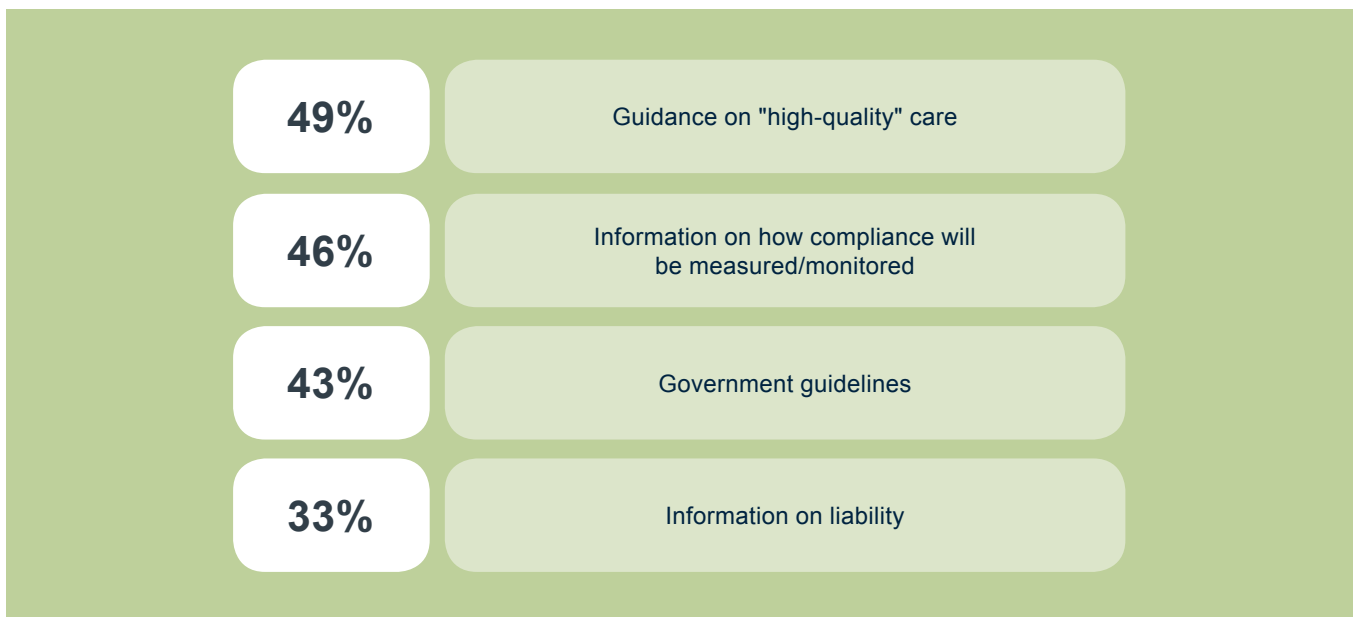 49%
Guidance on "high-quality" care
46%
Information on how compliance will
be measured/monitored
43%
Government guidelines
33%
Information on liability